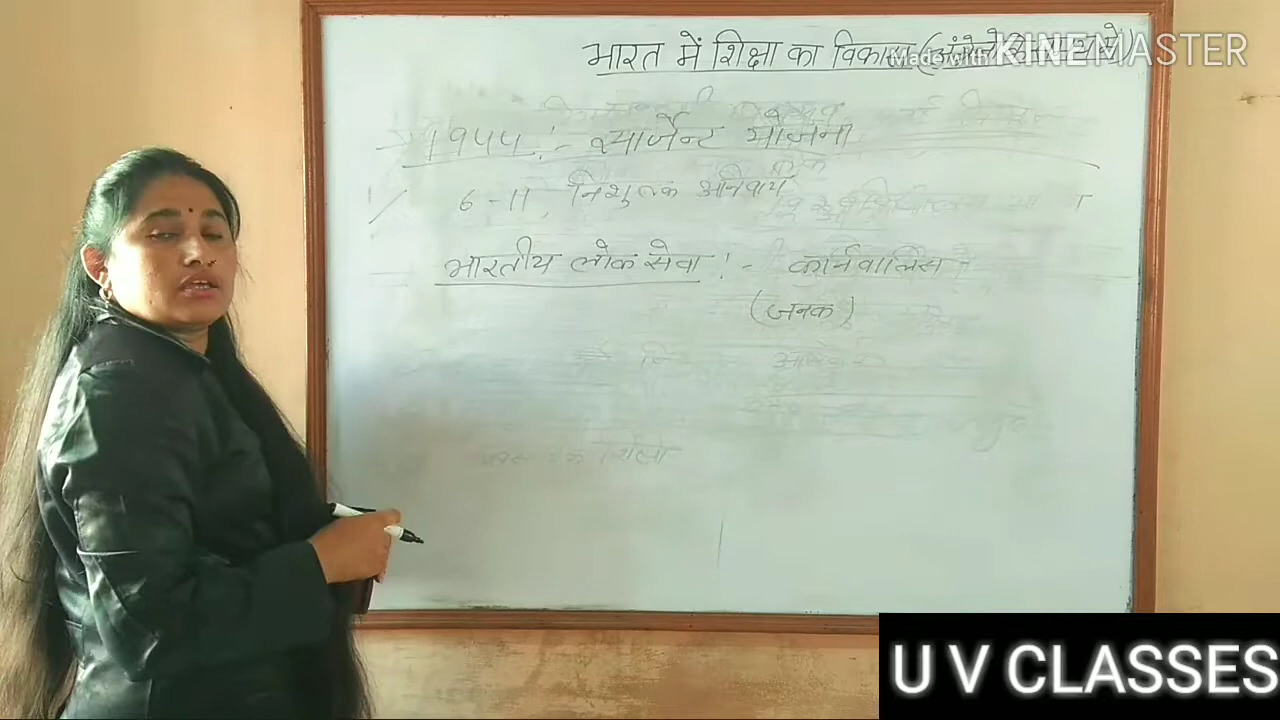 भारत में शिक्षा का विकास (अंग्रेजो
Made with KINEMASTER
1944 :- सार्जेन्ट योजना
6-11, निशुल्क अनिवार्य
भारतीय लोक सेवा :- कार्नवालिस
(जनक)
U V CLASSES